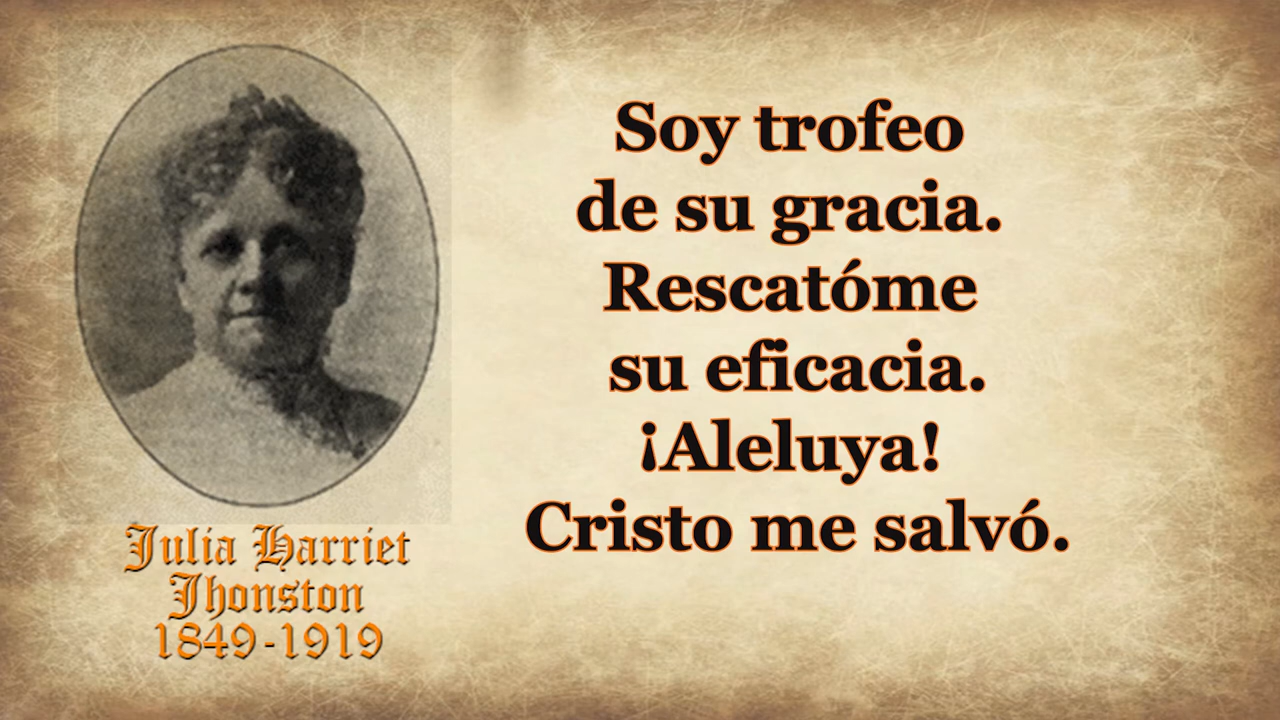 Soy trofeo
de su gracia.
Rescatóme
su eficacia.
¡Aleluya!
Cristo me salvó.
Julia Harriet
Jhonston
1849-1919